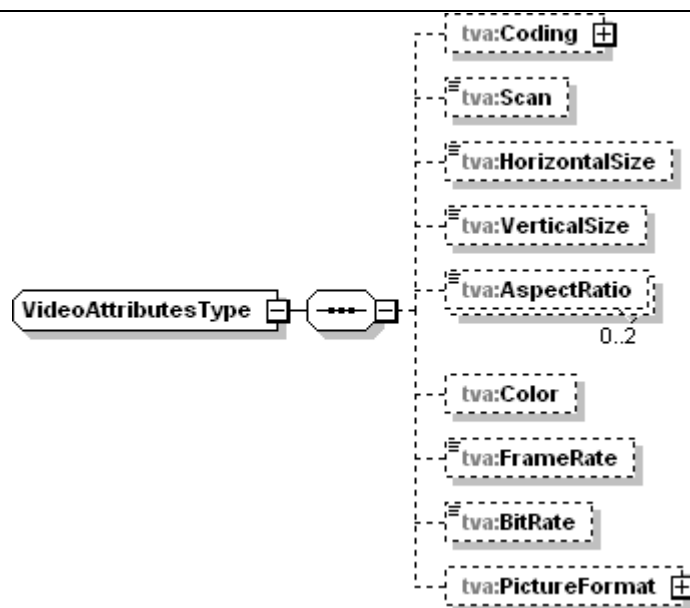 tva:Coding
tva:Scan
tva:HorizontalSize
tva:VerticalSize
VideoAttributesType
tva:AspectRatio
0..2
tva:Color
tva:FrameRate
tva:BitRate
tva:PictureFormat